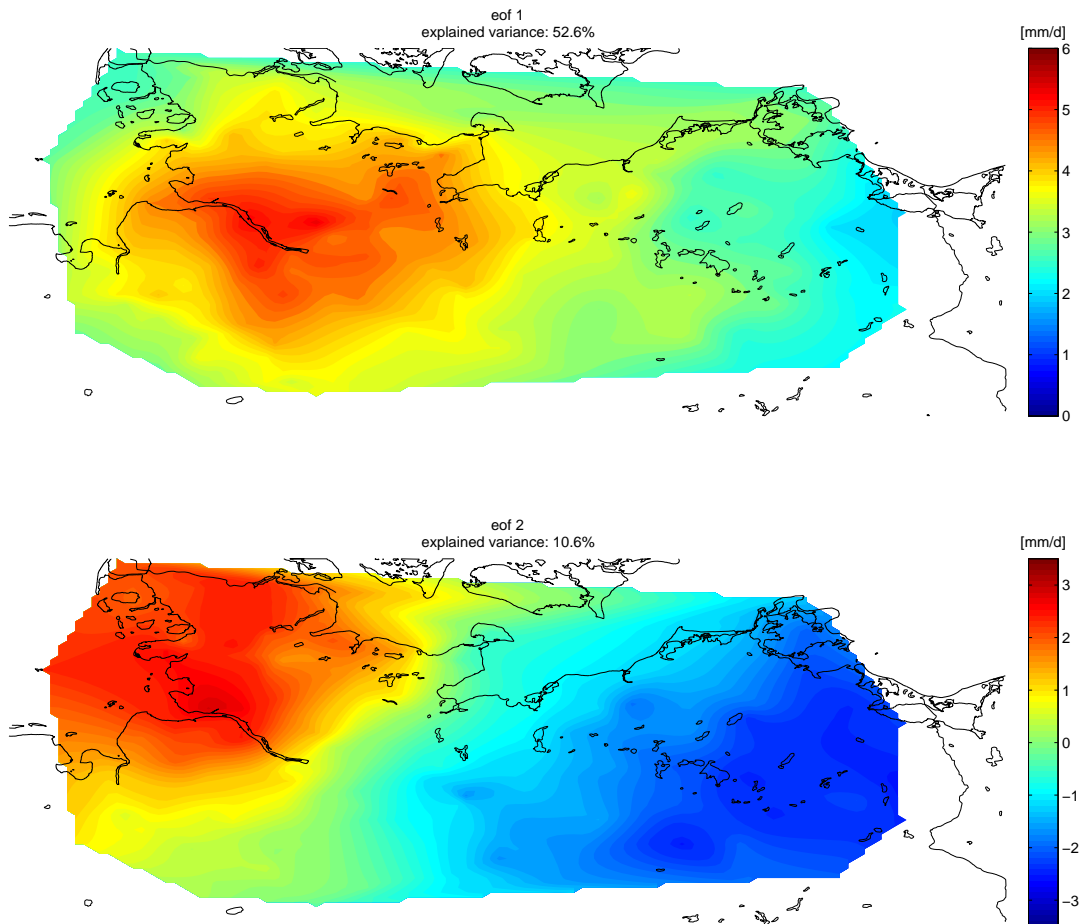 eof 1
explained variance: 52.6%
[mm/d]
6
5
4
3
2
1
0
eof 2
explained variance: 10.6%
[mm/d]
3
2
1
0
−1
−2
−3